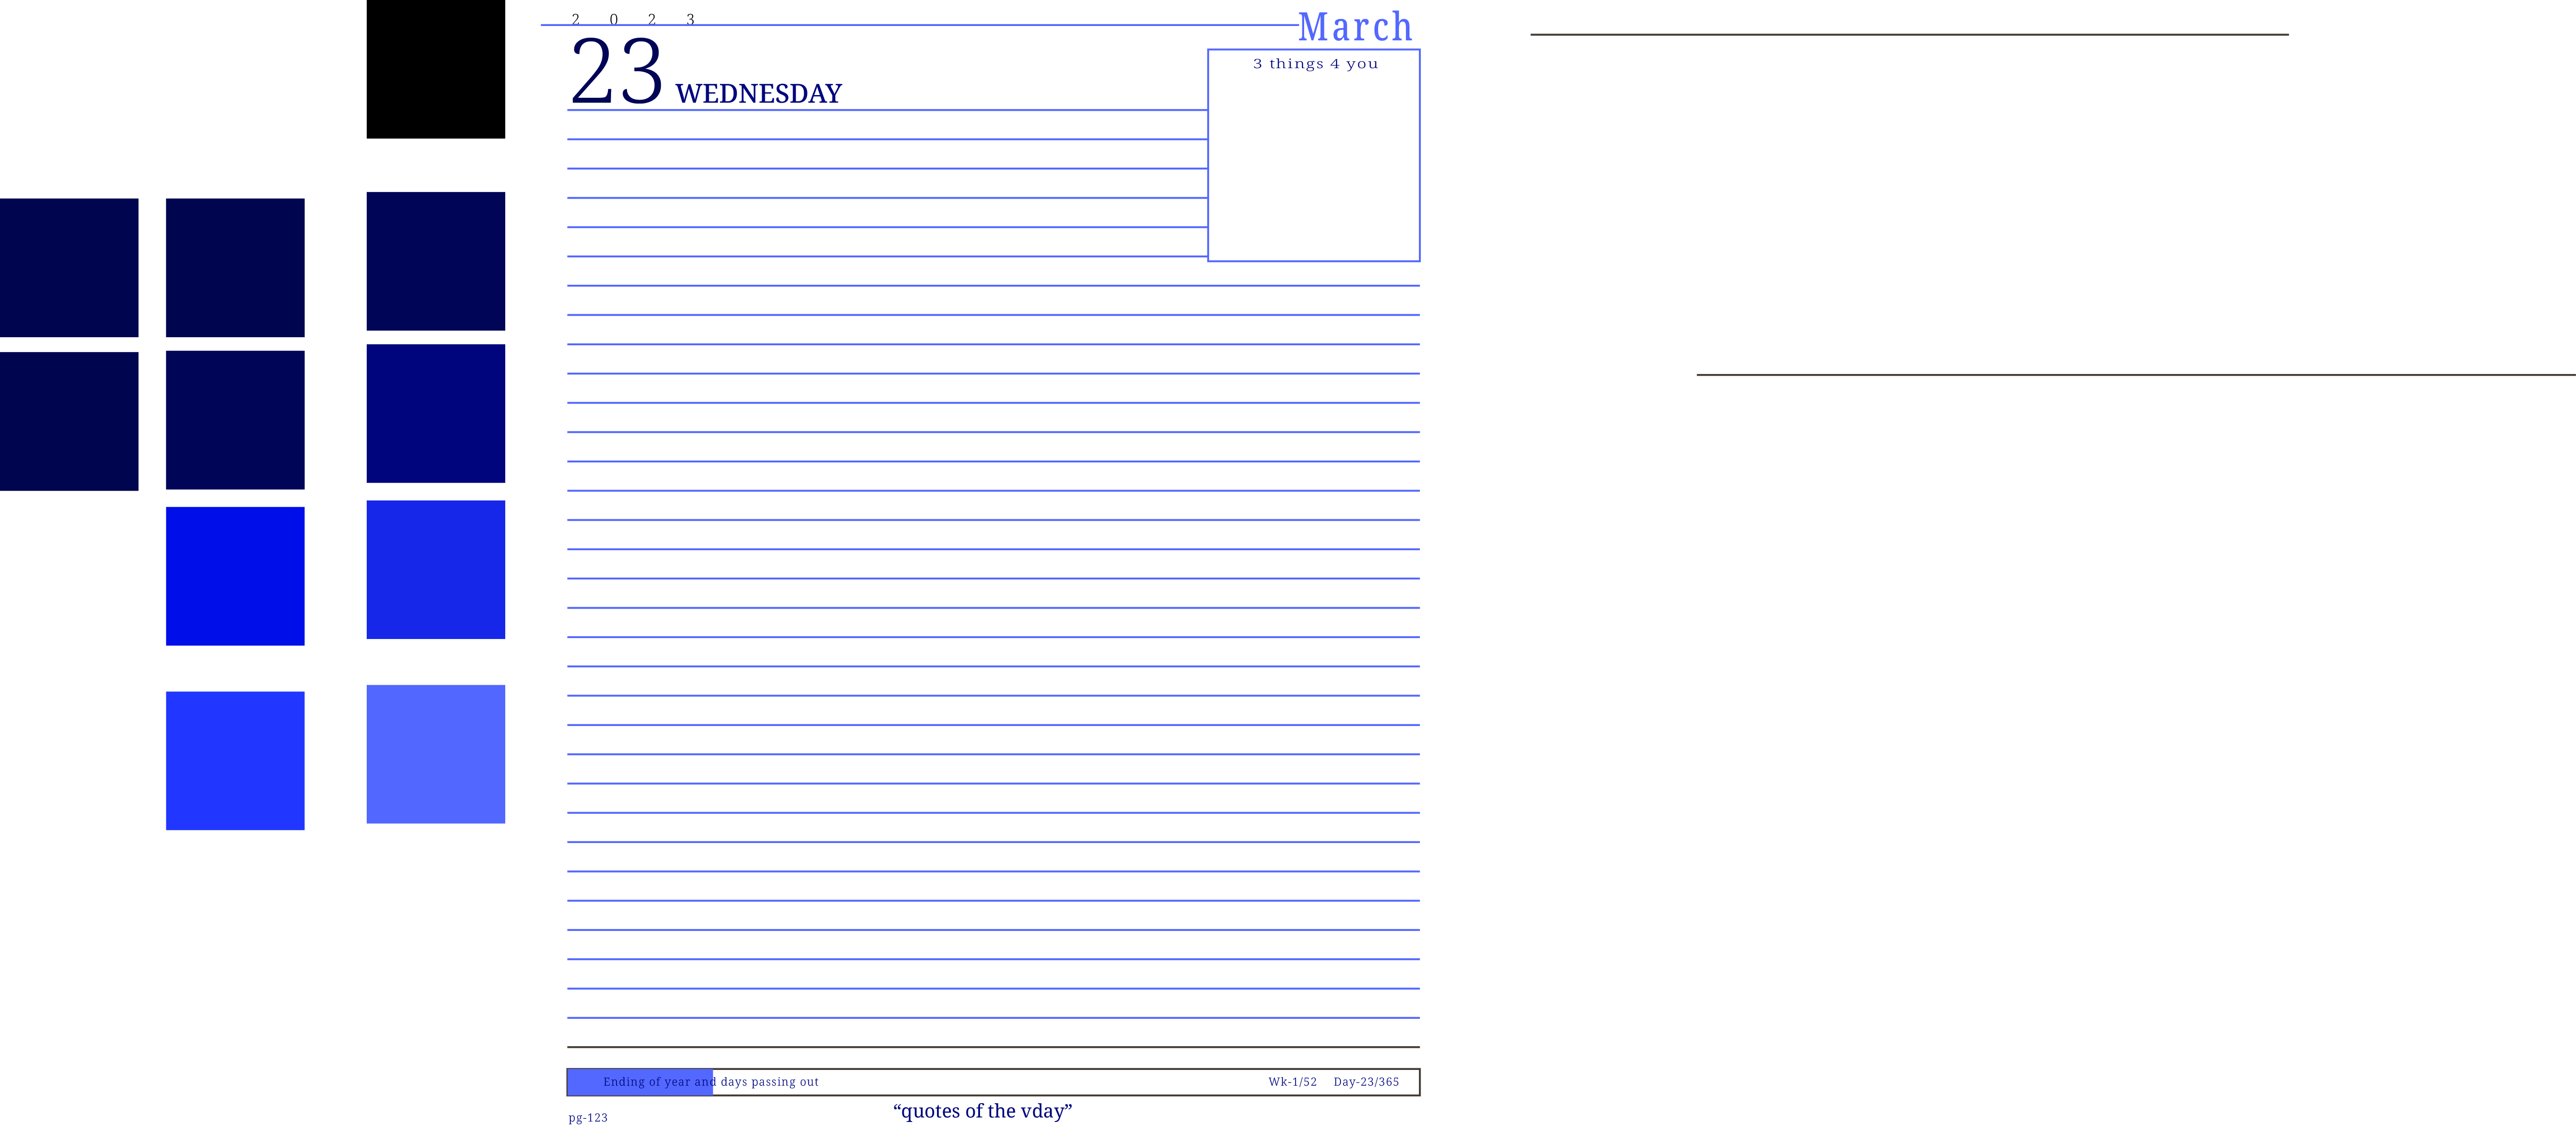 2 0 2 3
March
23 WEDNESDAY
3 things 4 you
Ending of year and days passing out
Wk-1/52 Day-23/365
“quotes of the vday”
pg-123